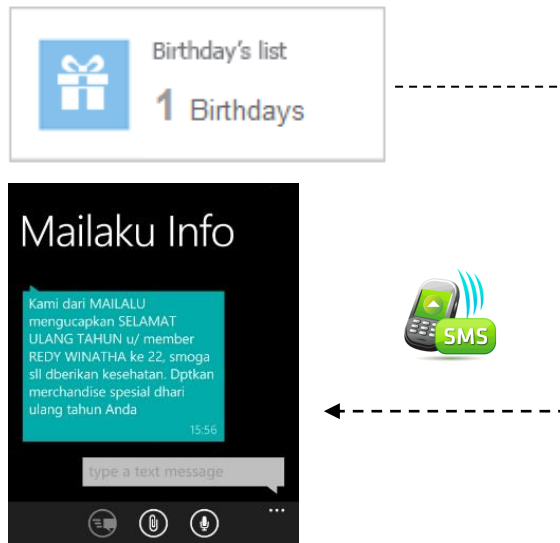 Birthday's list
1 Birthdays
Mailaku Info
Kami dari MAILALU
mengucapkan SELAMAT
ULANG TAHUN u/ member
REDY WINATHA ke 22, smoga
sll dberikan kesehatan. Dptkan
merchandise spesial dhari
ulang tahun Anda
15:56
type a text message
SMS